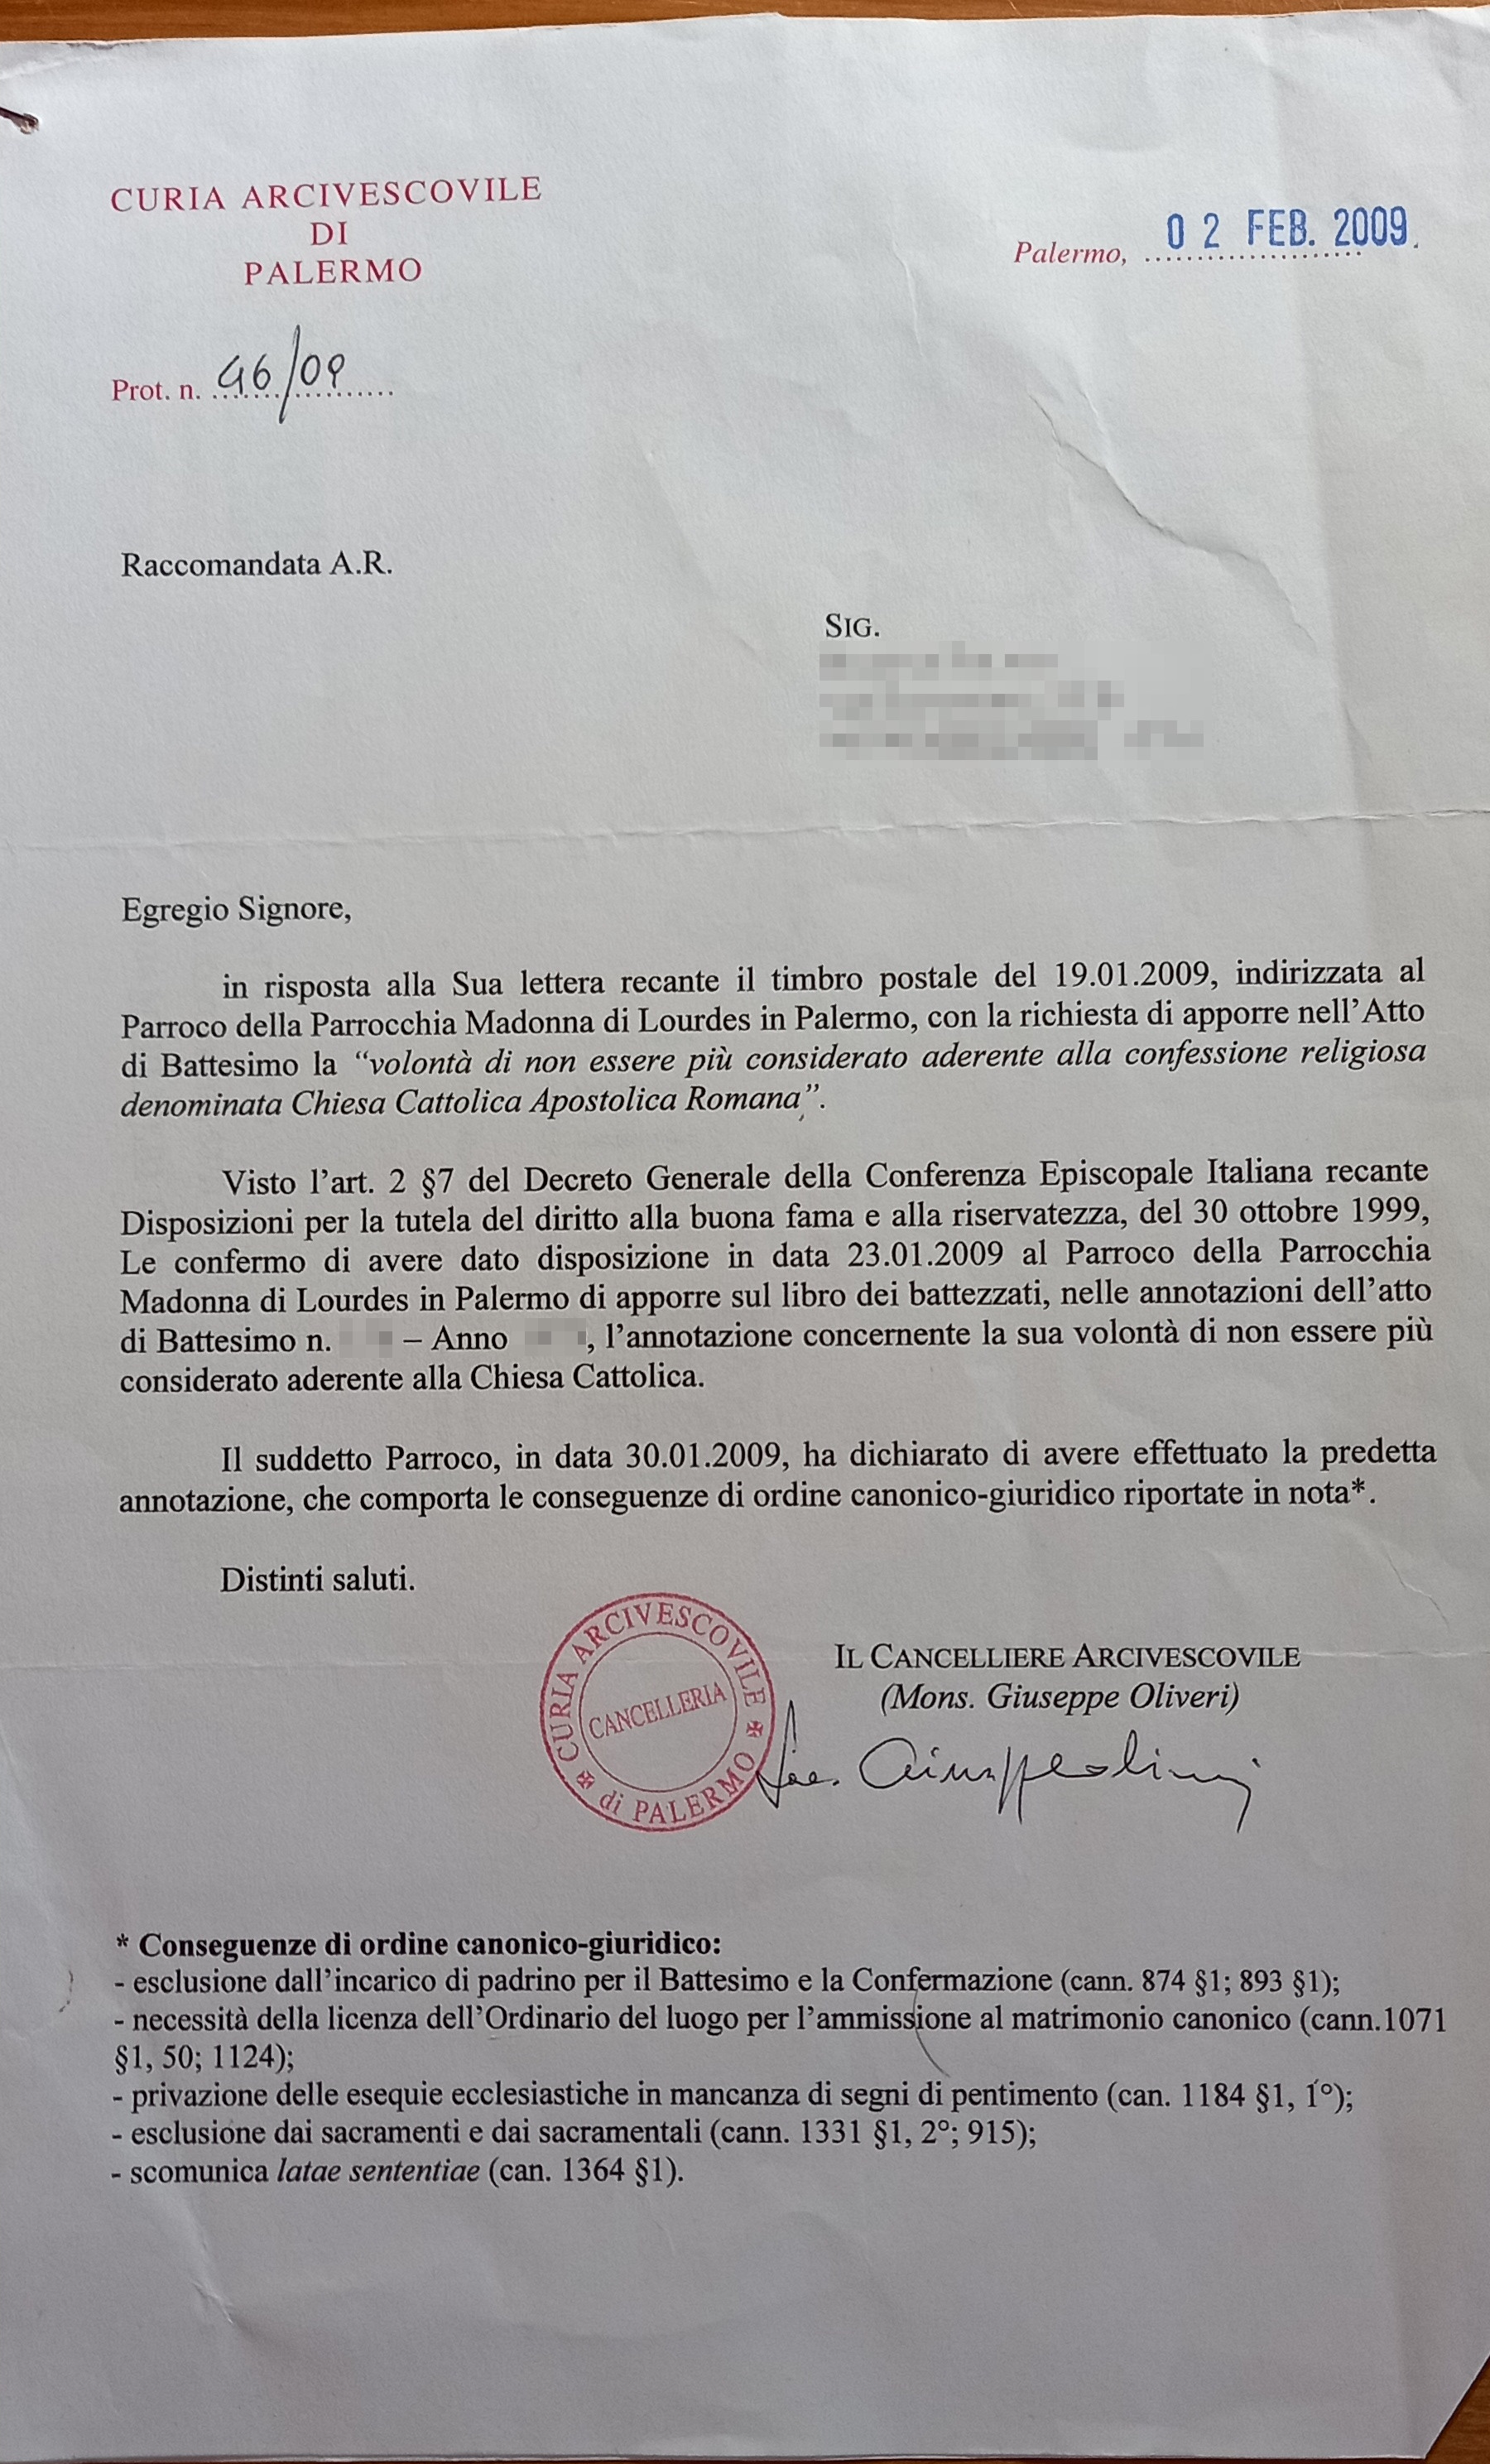 CURIA ARCIVESCOVILE
DI
PALERMO
Palermo, 02 FEB. 2009.
Prot. n. 46/09
Raccomandata A.R.
SIG.
Egregio Signore,
in risposta alla Sua lettera recante il timbro postale del 19.01.2009, indirizzata al
Parroco della Parrocchia Madonna di Lourdes in Palermo, con la richiesta di apporre nell'Atto
di Battesimo la “volontà di non essere più considerato aderente alla confessione religiosa
denominata Chiesa Cattolica Apostolica Romana”.
Visto l'art. 2 §7 del Decreto Generale della Conferenza Episcopale Italiana recante
Disposizioni per la tutela del diritto alla buona fama e alla riservatezza, del 30 ottobre 1999,
Le confermo di avere dato disposizione in data 23.01.2009 al Parroco della Parrocchia
Madonna di Lourdes in Palermo di apporre sul libro dei battezzati, nelle annotazioni dell'atto
di Battesimo n. – Anno , l'annotazione concernente la sua volontà di non essere più
considerato aderente alla Chiesa Cattolica.
Il suddetto Parroco, in data 30.01.2009, ha dichiarato di avere effettuato la predetta
annotazione, che comporta le conseguenze di ordine canonico-giuridico riportate in nota*.
Distinti saluti.
CURIA ARCIVESCOVILE
di PALERMO
CANCELLERIA
IL CANCELLIERE ARCIVESCOVILE
(Mons. Giuseppe Oliveri)
Sac. Giuseppe Oliveri
* Conseguenze di ordine canonico-giuridico:
- esclusione dall'incarico di padrino per il Battesimo e la Confermazione (cann. 874 §1; 893 §1);
- necessità della licenza dell'Ordinario del luogo per l'ammissione al matrimonio canonico (cann.1071
§1, 50; 1124);
- privazione delle esequie ecclesiastiche in mancanza di segni di pentimento (can. 1184 §1, 1°);
- esclusione dai sacramenti e dai sacramentali (cann. 1331 §1, 2°; 915);
- scomunica latae sententiae (can. 1364 §1).